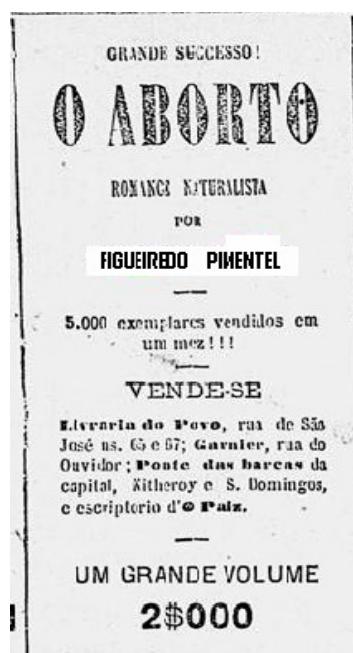 GRANDE SUCCESSO!
O ABORTO
ROMANCE NATURALISTA
POR
FIGUEIREDO PIMENTEL
5.000 exemplares vendidos em
um mez!!!
VENDE-SE
Livraria do Povo, rua de São
José ns. 65 e 67; Garnier, rua do
Ouvidor; Ponte das barcas da
capital, Nitheroy e S. Domingos,
e escriptorio d'O Paiz.
UM GRANDE VOLUME
2$000